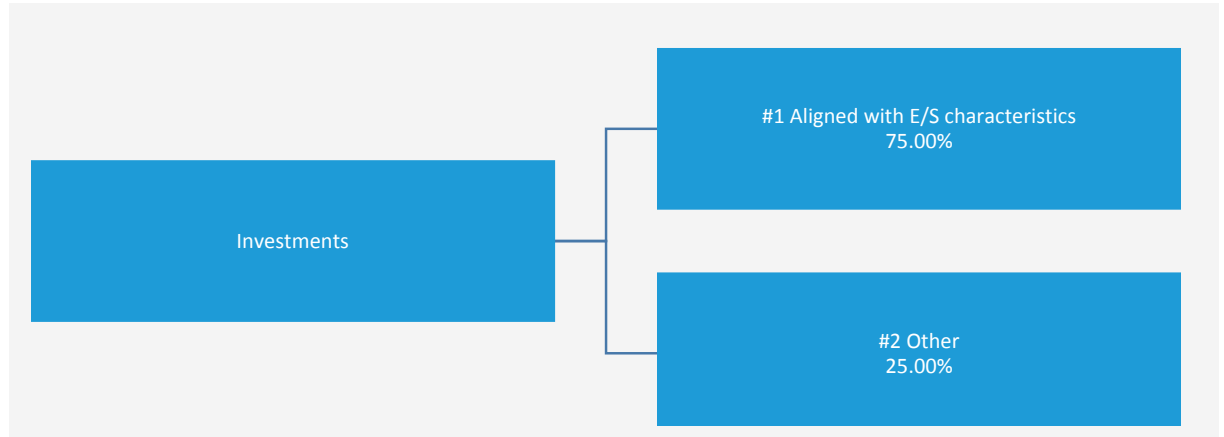 Investments
#1 Aligned with E/S characteristics
75.00%
#2 Other
25.00%